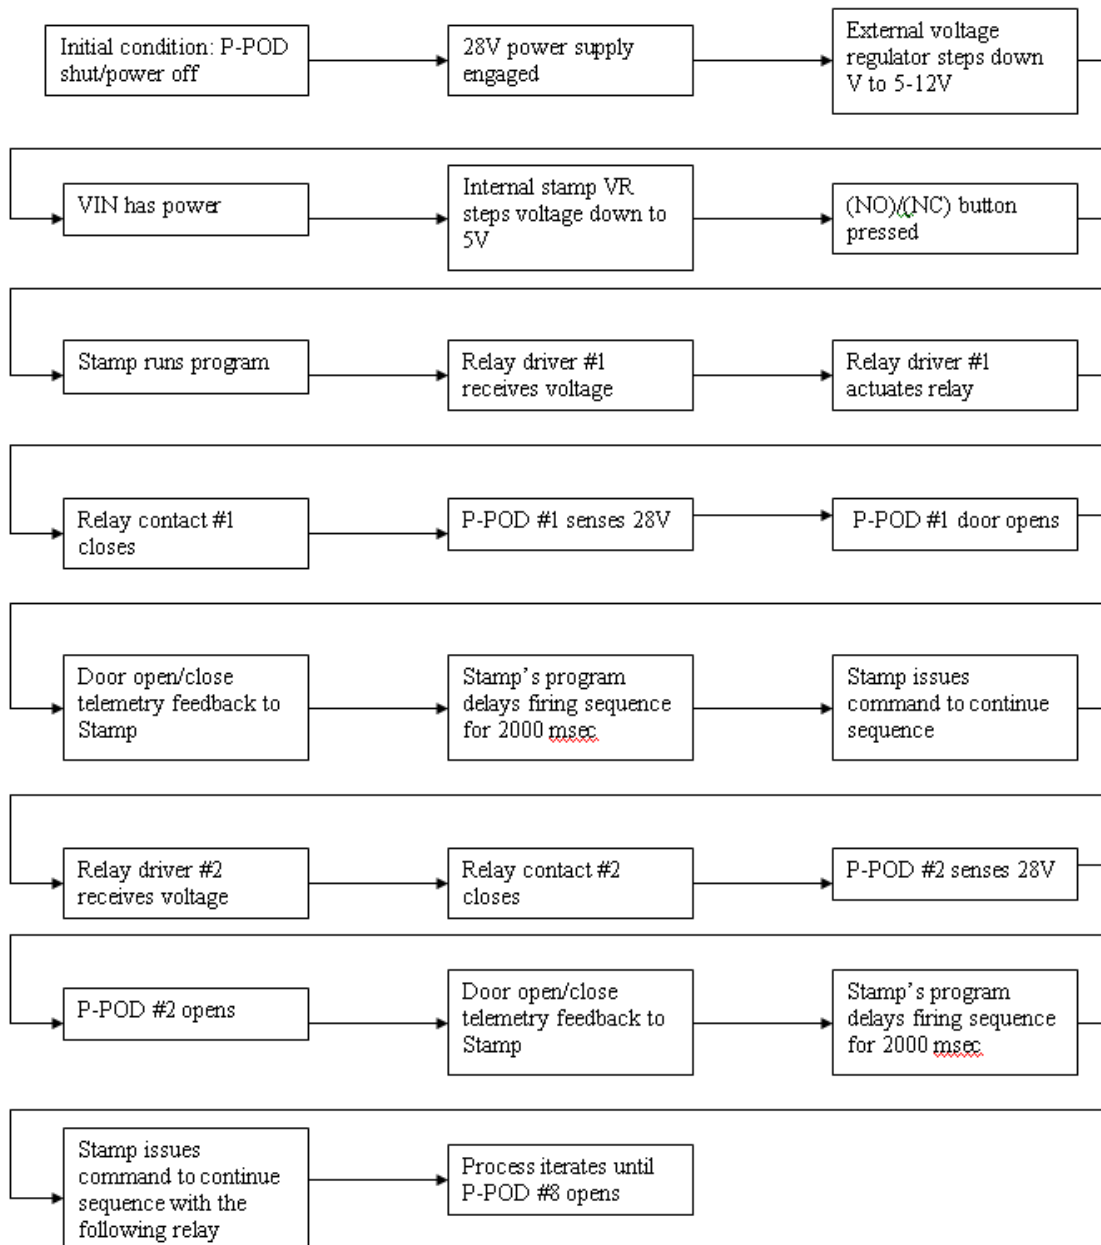 Initial condition: P-POD
shut/power off
28V power supply
engaged
External voltage
regulator steps down
V to 5-12V
VIN has power
Internal stamp VR
steps voltage down to
5V
(NO)/(NC) button
pressed
Stamp runs program
Relay driver #1
receives voltage
Relay driver #1
actuates relay
Relay contact #1
closes
P-POD #1 senses 28V
P-POD #1 door opens
Door open/close
telemetry feedback to
Stamp
Stamp’s program
delays firing sequence
for 2000 msec
Stamp issues
command to continue
sequence
Relay driver #2
receives voltage
Relay contact #2
closes
P-POD #2 senses 28V
P-POD #2 opens
Door open/close
telemetry feedback to
Stamp
Stamp’s program
delays firing sequence
for 2000 msec
Stamp issues
command to continue
sequence with the
following relay
Process iterates until
P-POD #8 opens